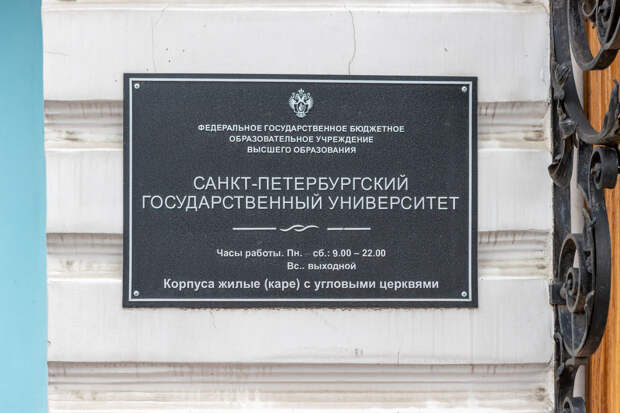 ФЕДЕРАЛЬНОЕ ГОСУДАРСТВЕННОЕ БЮДЖЕТНОЕ
ОБРАЗОВАТЕЛЬНОЕ УЧРЕЖДЕНИЕ
ВЫСШЕГО ОБРАЗОВАНИЯ
САНКТ-ПЕТЕРБУРГСКИЙ
ГОСУДАРСТВЕННЫЙ УНИВЕРСИТЕТ
Часы работы. Пн. сб.: 9.00 – 22.00
Вс.. выходной
Корпуса жилые (каре) с угловыми церквями